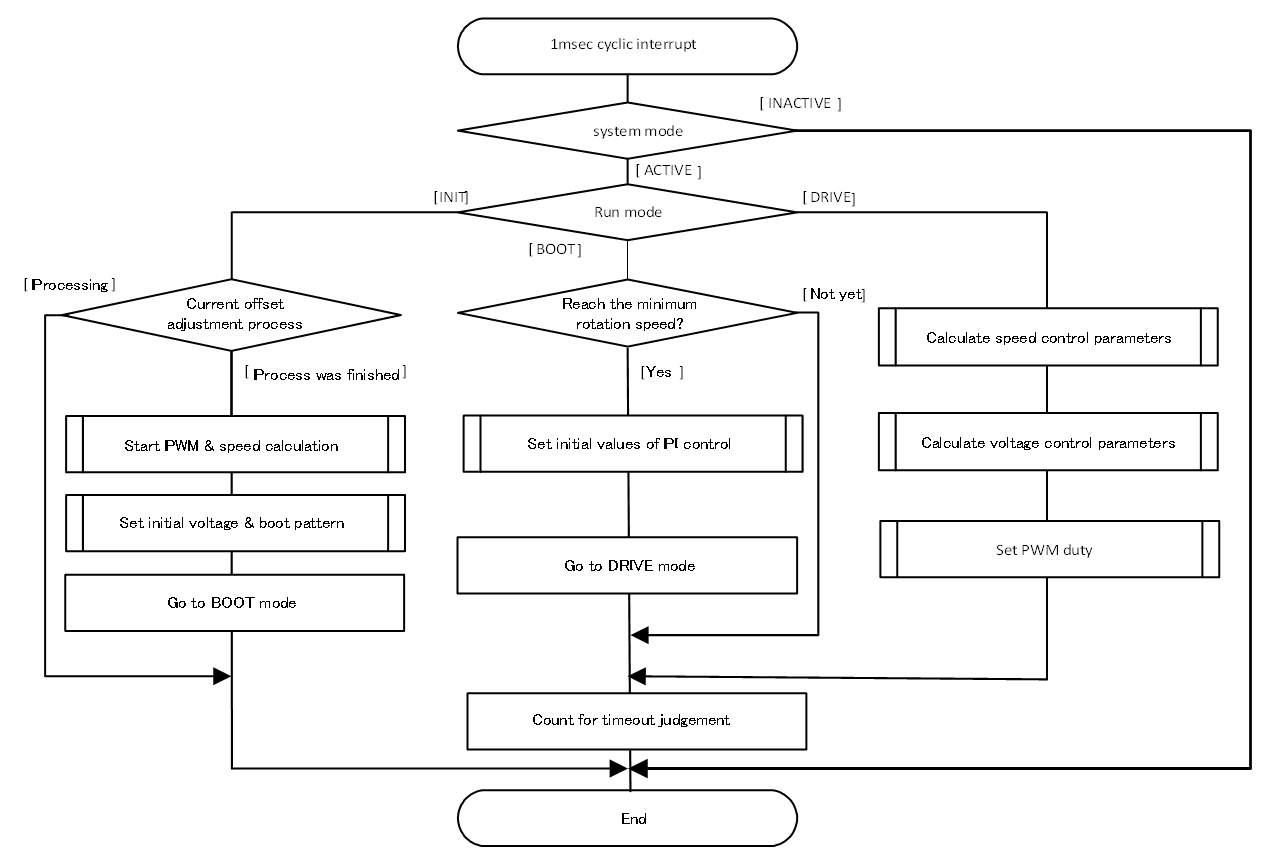 1msec cyclic interrupt
[ INACTIVE ]
system mode
[ ACTIVE ]
[INIT]
[DRIVE]
Run mode
[ BOOT]
[Processing]
Current offset
adjustment process
Reach the minimum
rotation speed?
[Not yet]
Calculate speed control parameters
[ Process was finished]
[Yes ]
Start PWM & speed calculation
Set initial values of PI control
Calculate voltage control parameters
Set initial voltage & boot pattern
Set PWM duty
Go to DRIVE mode
Go to BOOT mode
Count for timeout judgement
End